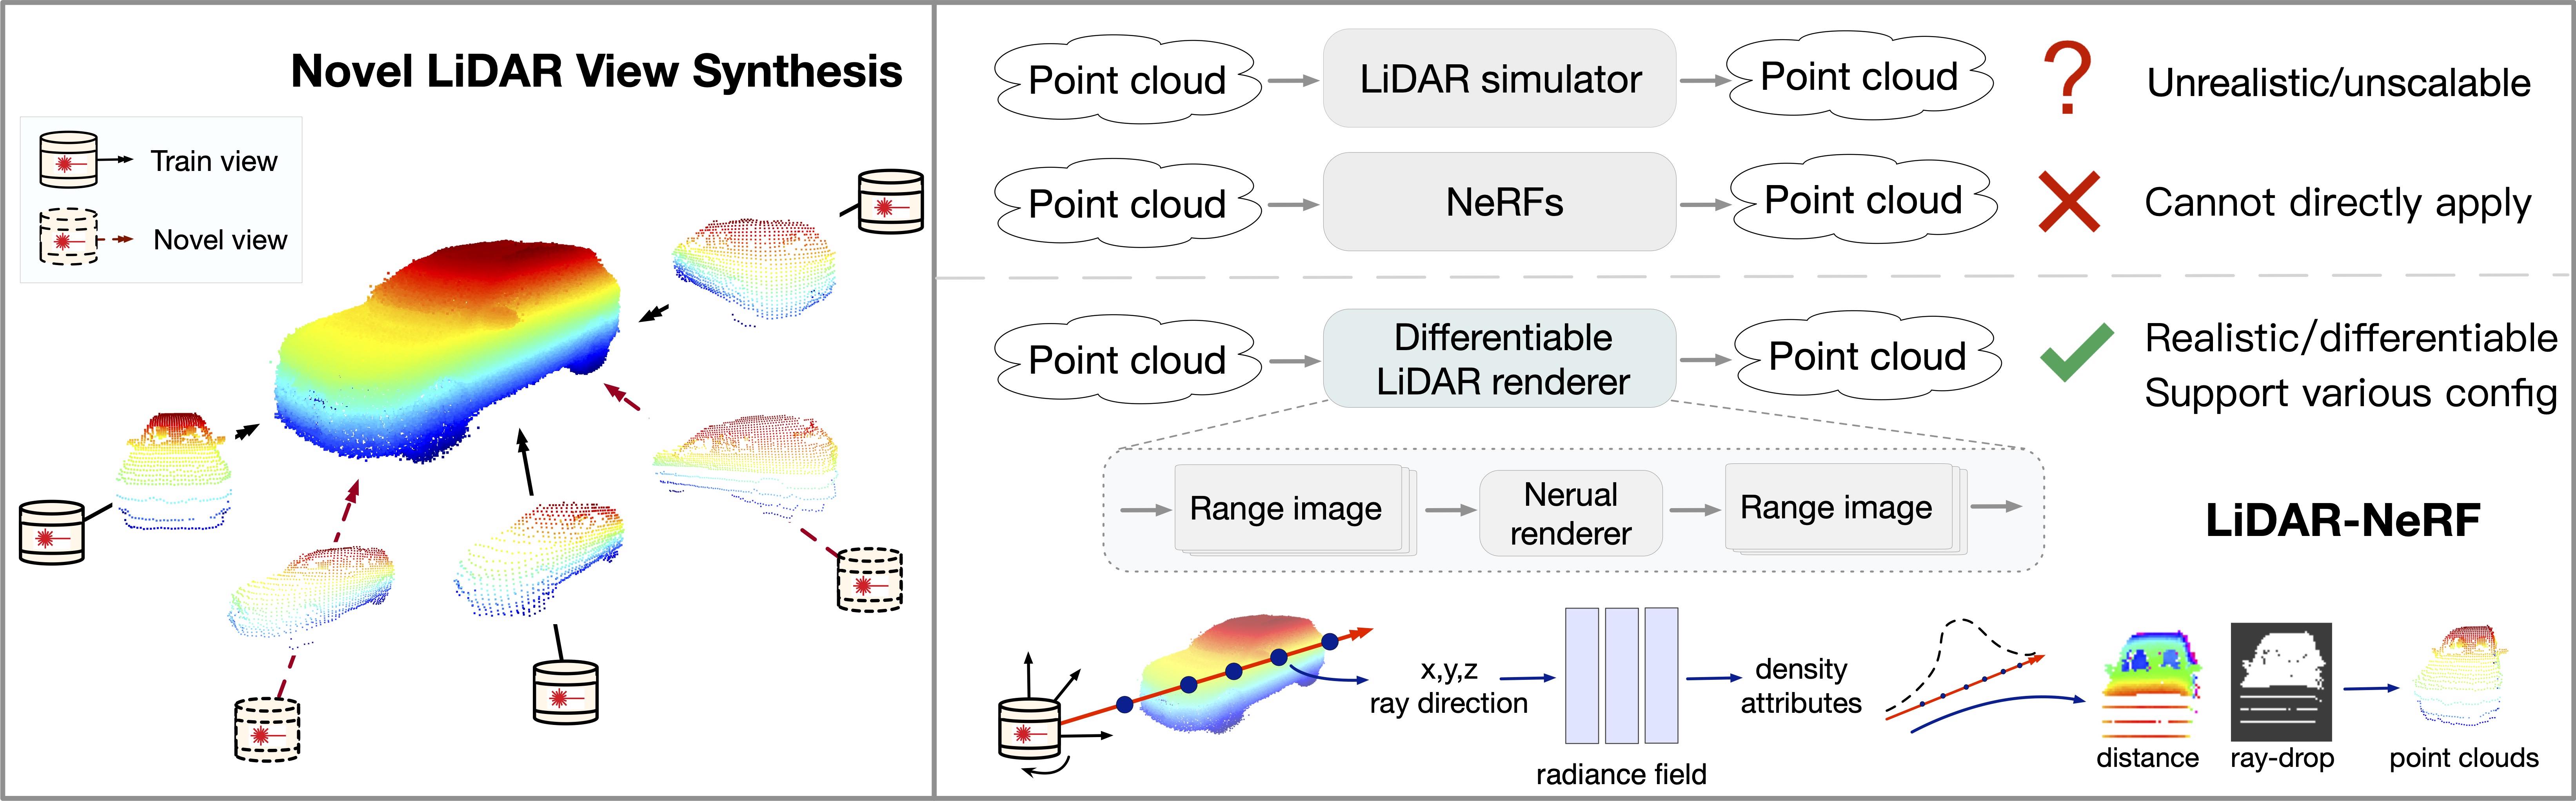 Novel LiDAR View Synthesis
Train view
Novel view
Point cloud
LiDAR simulator
Point cloud
?
Unrealistic/unscalable
Point cloud
NeRFs
Point cloud
Cannot directly apply
Point cloud
Differentiable
LiDAR renderer
Point cloud
Realistic/differentiable
Support various config
Range image
Nerual
renderer
Range image
LiDAR-NeRF
x,y,z
ray direction
radiance field
density
attributes
distance
ray-drop
point clouds